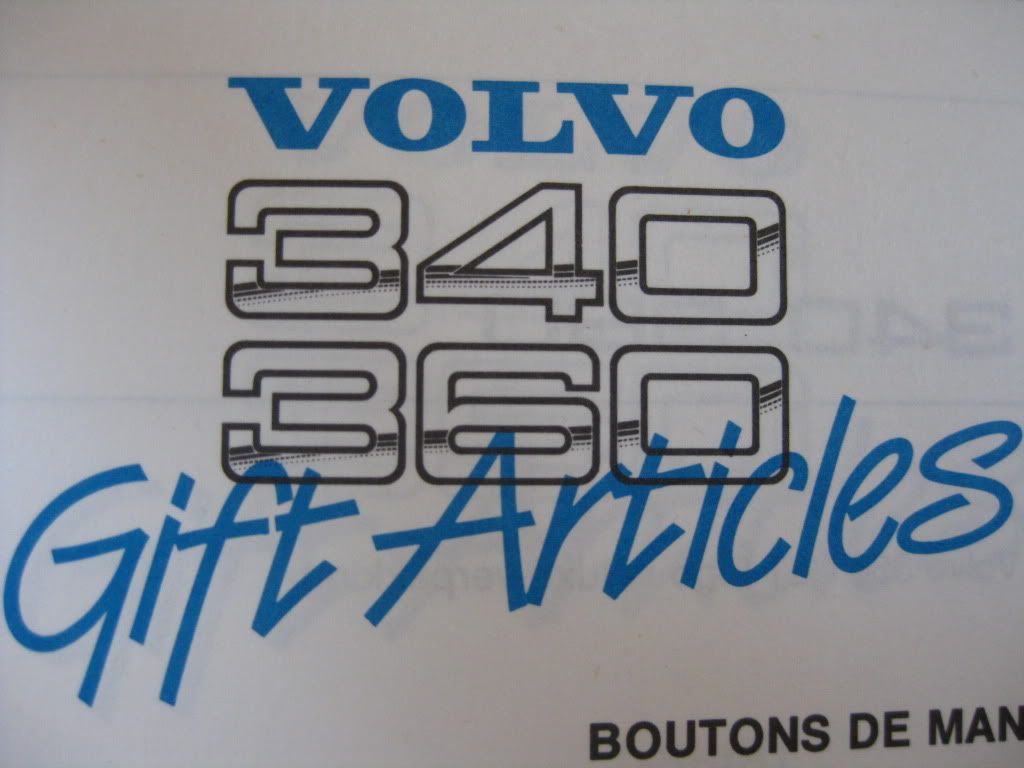 VOLVO
340
360
Gift Articles
BOUTONS DE MAN